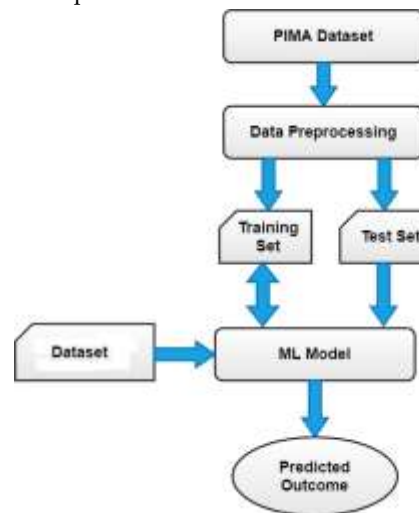 PIMA Dataset
Data Preprocessing
Training
Set
Test Set
Dataset
ML Model
Predicted
Outcome